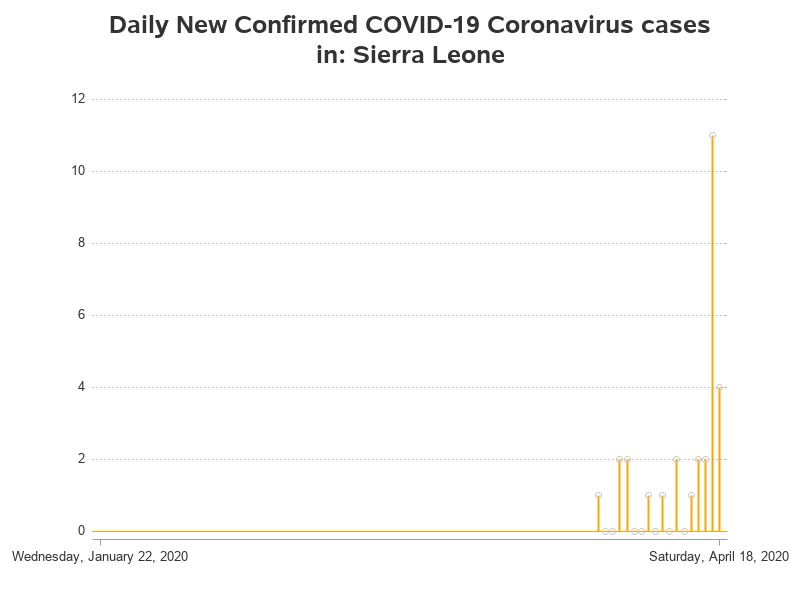 Daily New Confirmed COVID-19 Coronavirus cases
in: Sierra Leone
12
10
8
6
4
2
0
Wednesday, January 22, 2020
Saturday, April 18, 2020